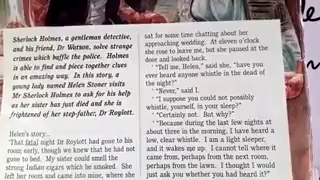 Sherlock Holmes, a gentleman detective,
and his friend, Dr Watson, solve strange
crimes which baffle the police. Holmes
is able to find and piece together clues
in an amazing way. In this story, a
young lady named Helen Stoner visits
Mr Sherlock Holmes to ask for his help
as her sister has just died and she is
frightened of her step-father, Dr Roylott.
Helen's story...
That fatal night Dr Roylott had gone to his
room early, though we knew that he had not
gone to bed. My sister could smell the
strong Indian cigars which he smoked. She
left her room and came into mine, where she
sat for some time chatting about her
approaching wedding. At eleven o'clock
she rose to leave me, but she paused at the
door and looked back.
' "Tell me, Helen," said she, "have you
ever heard anyone whistle in the dead of
the night?"
' "Never," said I.
' "I suppose you could not possibly
whistle, yourself, in your sleep?"
' "Certainly not. But why?"
' "Because during the last few nights at
about three in the morning, I have heard a
low, clear whistle. I am a light sleeper,
and it wakes me up. I cannot tell where it
came from, perhaps from the next room,
perhaps from the lawn. I thought I would
just ask you whether you had heard it?"